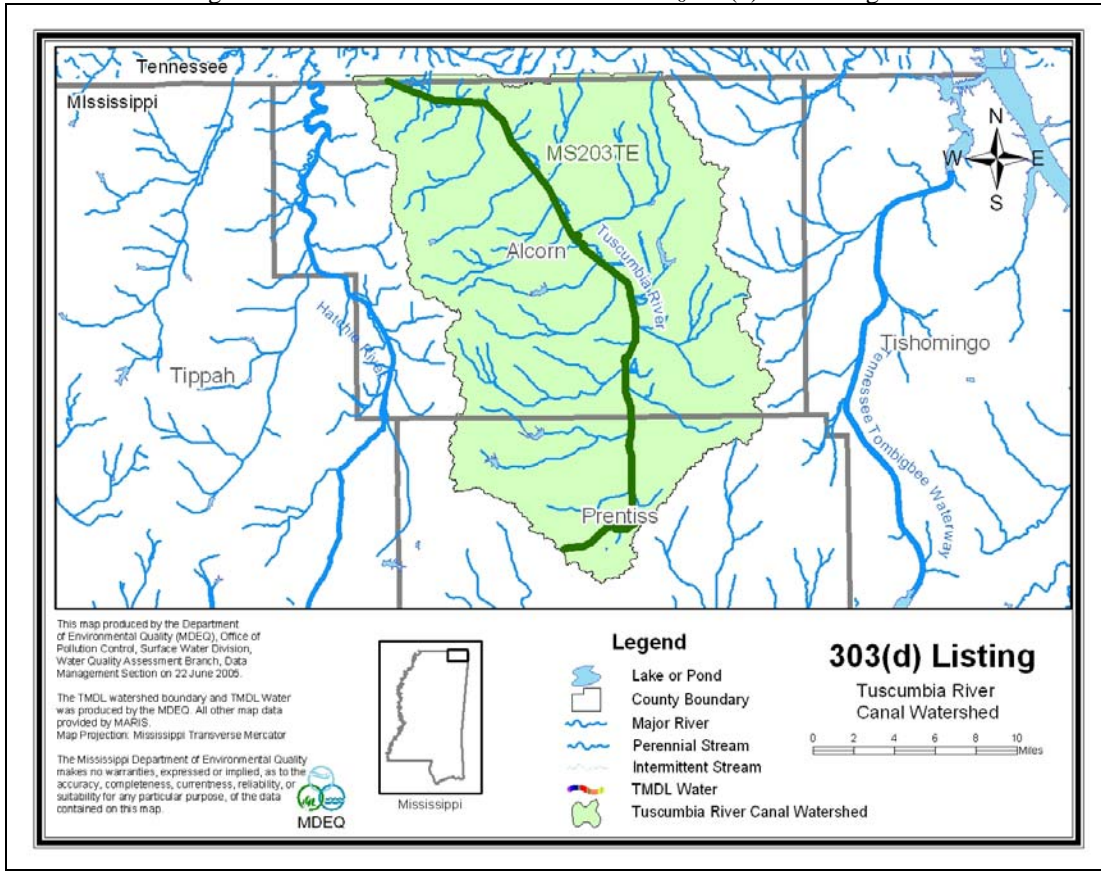 Tennessee
MIssissippi
N
W
E
S
MS203TE
Alcorn
Tuscumbia River
Hatchie River
Tippah
Tishomingo
Tennessee Tombigbee Waterway
Prentiss
This map produced by the Department
of Environmental Quality (MDEQ), Office of
Pollution Control, Surface Water Division,
Water Quality Assessment Branch, Data
Management Section on 22 June 2005.
The TMDL watershed boundary and TMDL Water
was produced by the MDEQ. All other map data
provided by MARIS.
Map Projection: Mississippi Transverse Mercator
The Mississippi Department of Environmental Quality
makes no warranties, expressed or implied, as to the
accuracy, completeness, currentness, reliability, or
suitability for any particular purpose, of the data
contained on this map.
MDEQ
Mississippi
Legend
Lake or Pond
County Boundary
Major River
Perennial Stream
Intermittent Stream
TMDL Water
Tuscumbia River Canal Watershed
303(d) Listing
Tuscumbia River
Canal Watershed
0 2 4 6 8 10
Miles